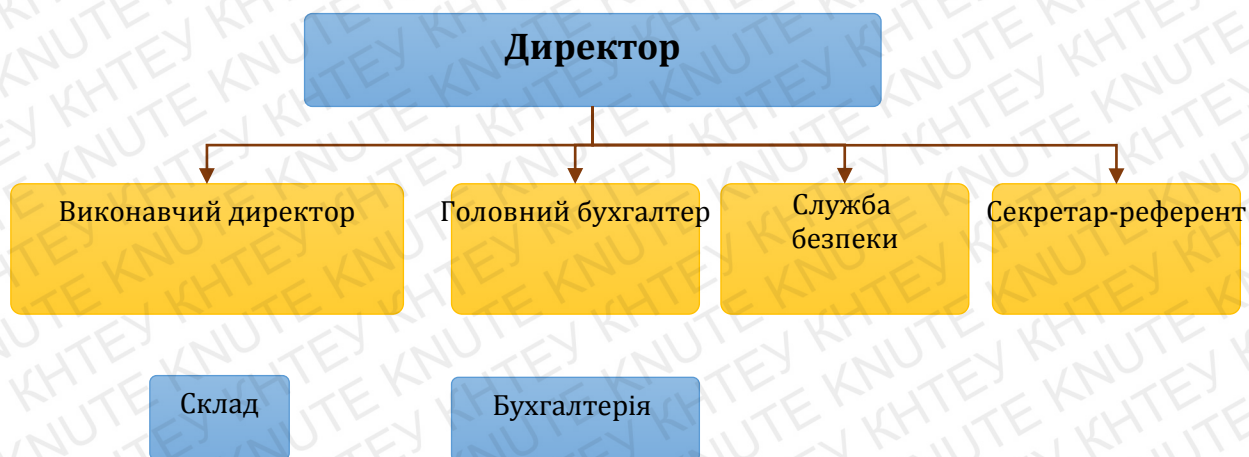 Директор
Виконавчий директор
Головний бухгалтер
Служба
безпеки
Секретар-референт
Склад
Бухгалтерія